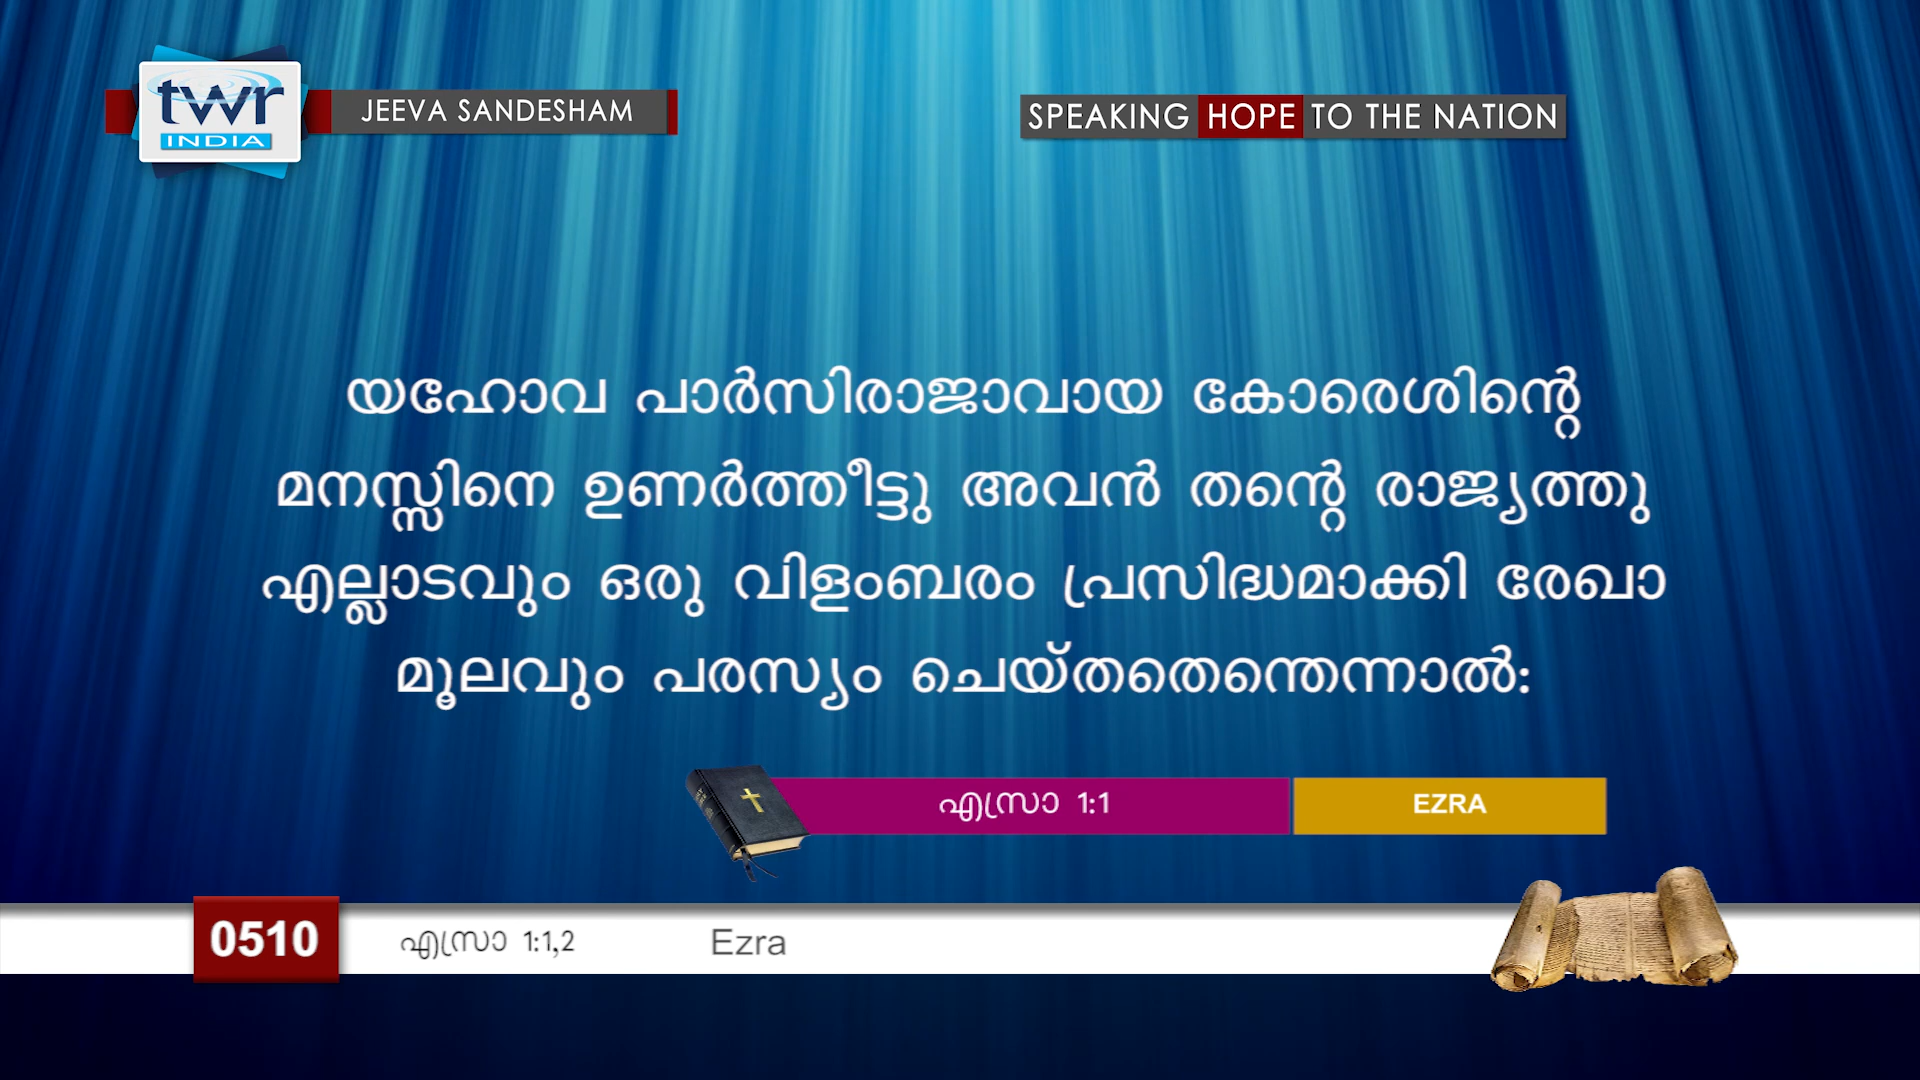 twr
INDIA
JEEVA SANDESHAM
SPEAKING HOPE TO THE NATION
യഹോവ പാർസിരാജാവായ കോരെശിന്റെ
മനസ്സിനെ ഉണർത്തീട്ടു അവൻ തന്റെ രാജ്യത്തു
എല്ലാടവും ഒരു വിളംബരം പ്രസിദ്ധമാക്കി രേഖാ
മൂലവും പരസ്യം ചെയ്തതെന്തെന്നാൽ:
എസ്രാ 1:1
EZRA
0510
എസ്രാ 1:1,2
Ezra